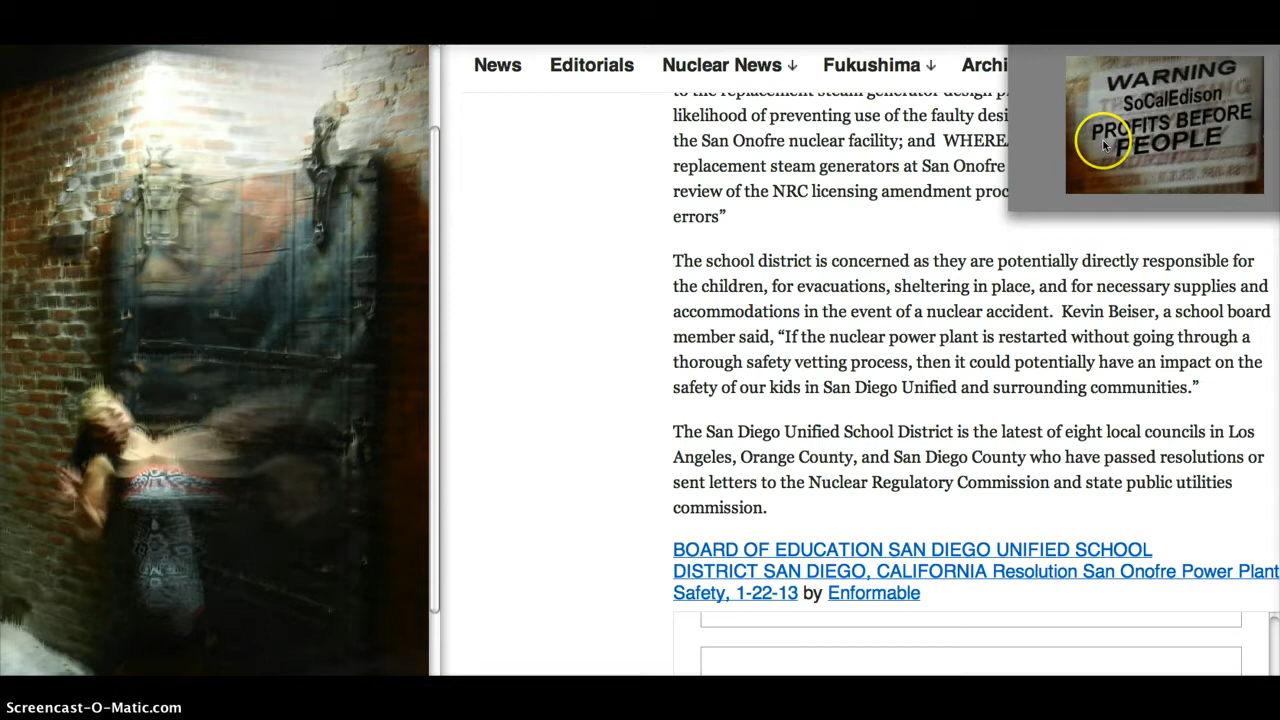 News Editorials Nuclear News ↓ Fukushima ↓ Archi
WARNING
SoCalEdison
PROFITS BEFORE
PEOPLE
to the replacement steam generator design p
likelihood of preventing use of the faulty desi
the San Onofre nuclear facility; and WHERE
replacement steam generators at San Onofre
review of the NRC licensing amendment proc
errors”
The school district is concerned as they are potentially directly responsible for
the children, for evacuations, sheltering in place, and for necessary supplies and
accommodations in the event of a nuclear accident. Kevin Beiser, a school board
member said, “If the nuclear power plant is restarted without going through a
thorough safety vetting process, then it could potentially have an impact on the
safety of our kids in San Diego Unified and surrounding communities.”
The San Diego Unified School District is the latest of eight local councils in Los
Angeles, Orange County, and San Diego County who have passed resolutions or
sent letters to the Nuclear Regulatory Commission and state public utilities
commission.
BOARD OF EDUCATION SAN DIEGO UNIFIED SCHOOL
DISTRICT SAN DIEGO, CALIFORNIA Resolution San Onofre Power Plant
Safety, 1-22-13 by Enformable
Screencast-O-Matic.com